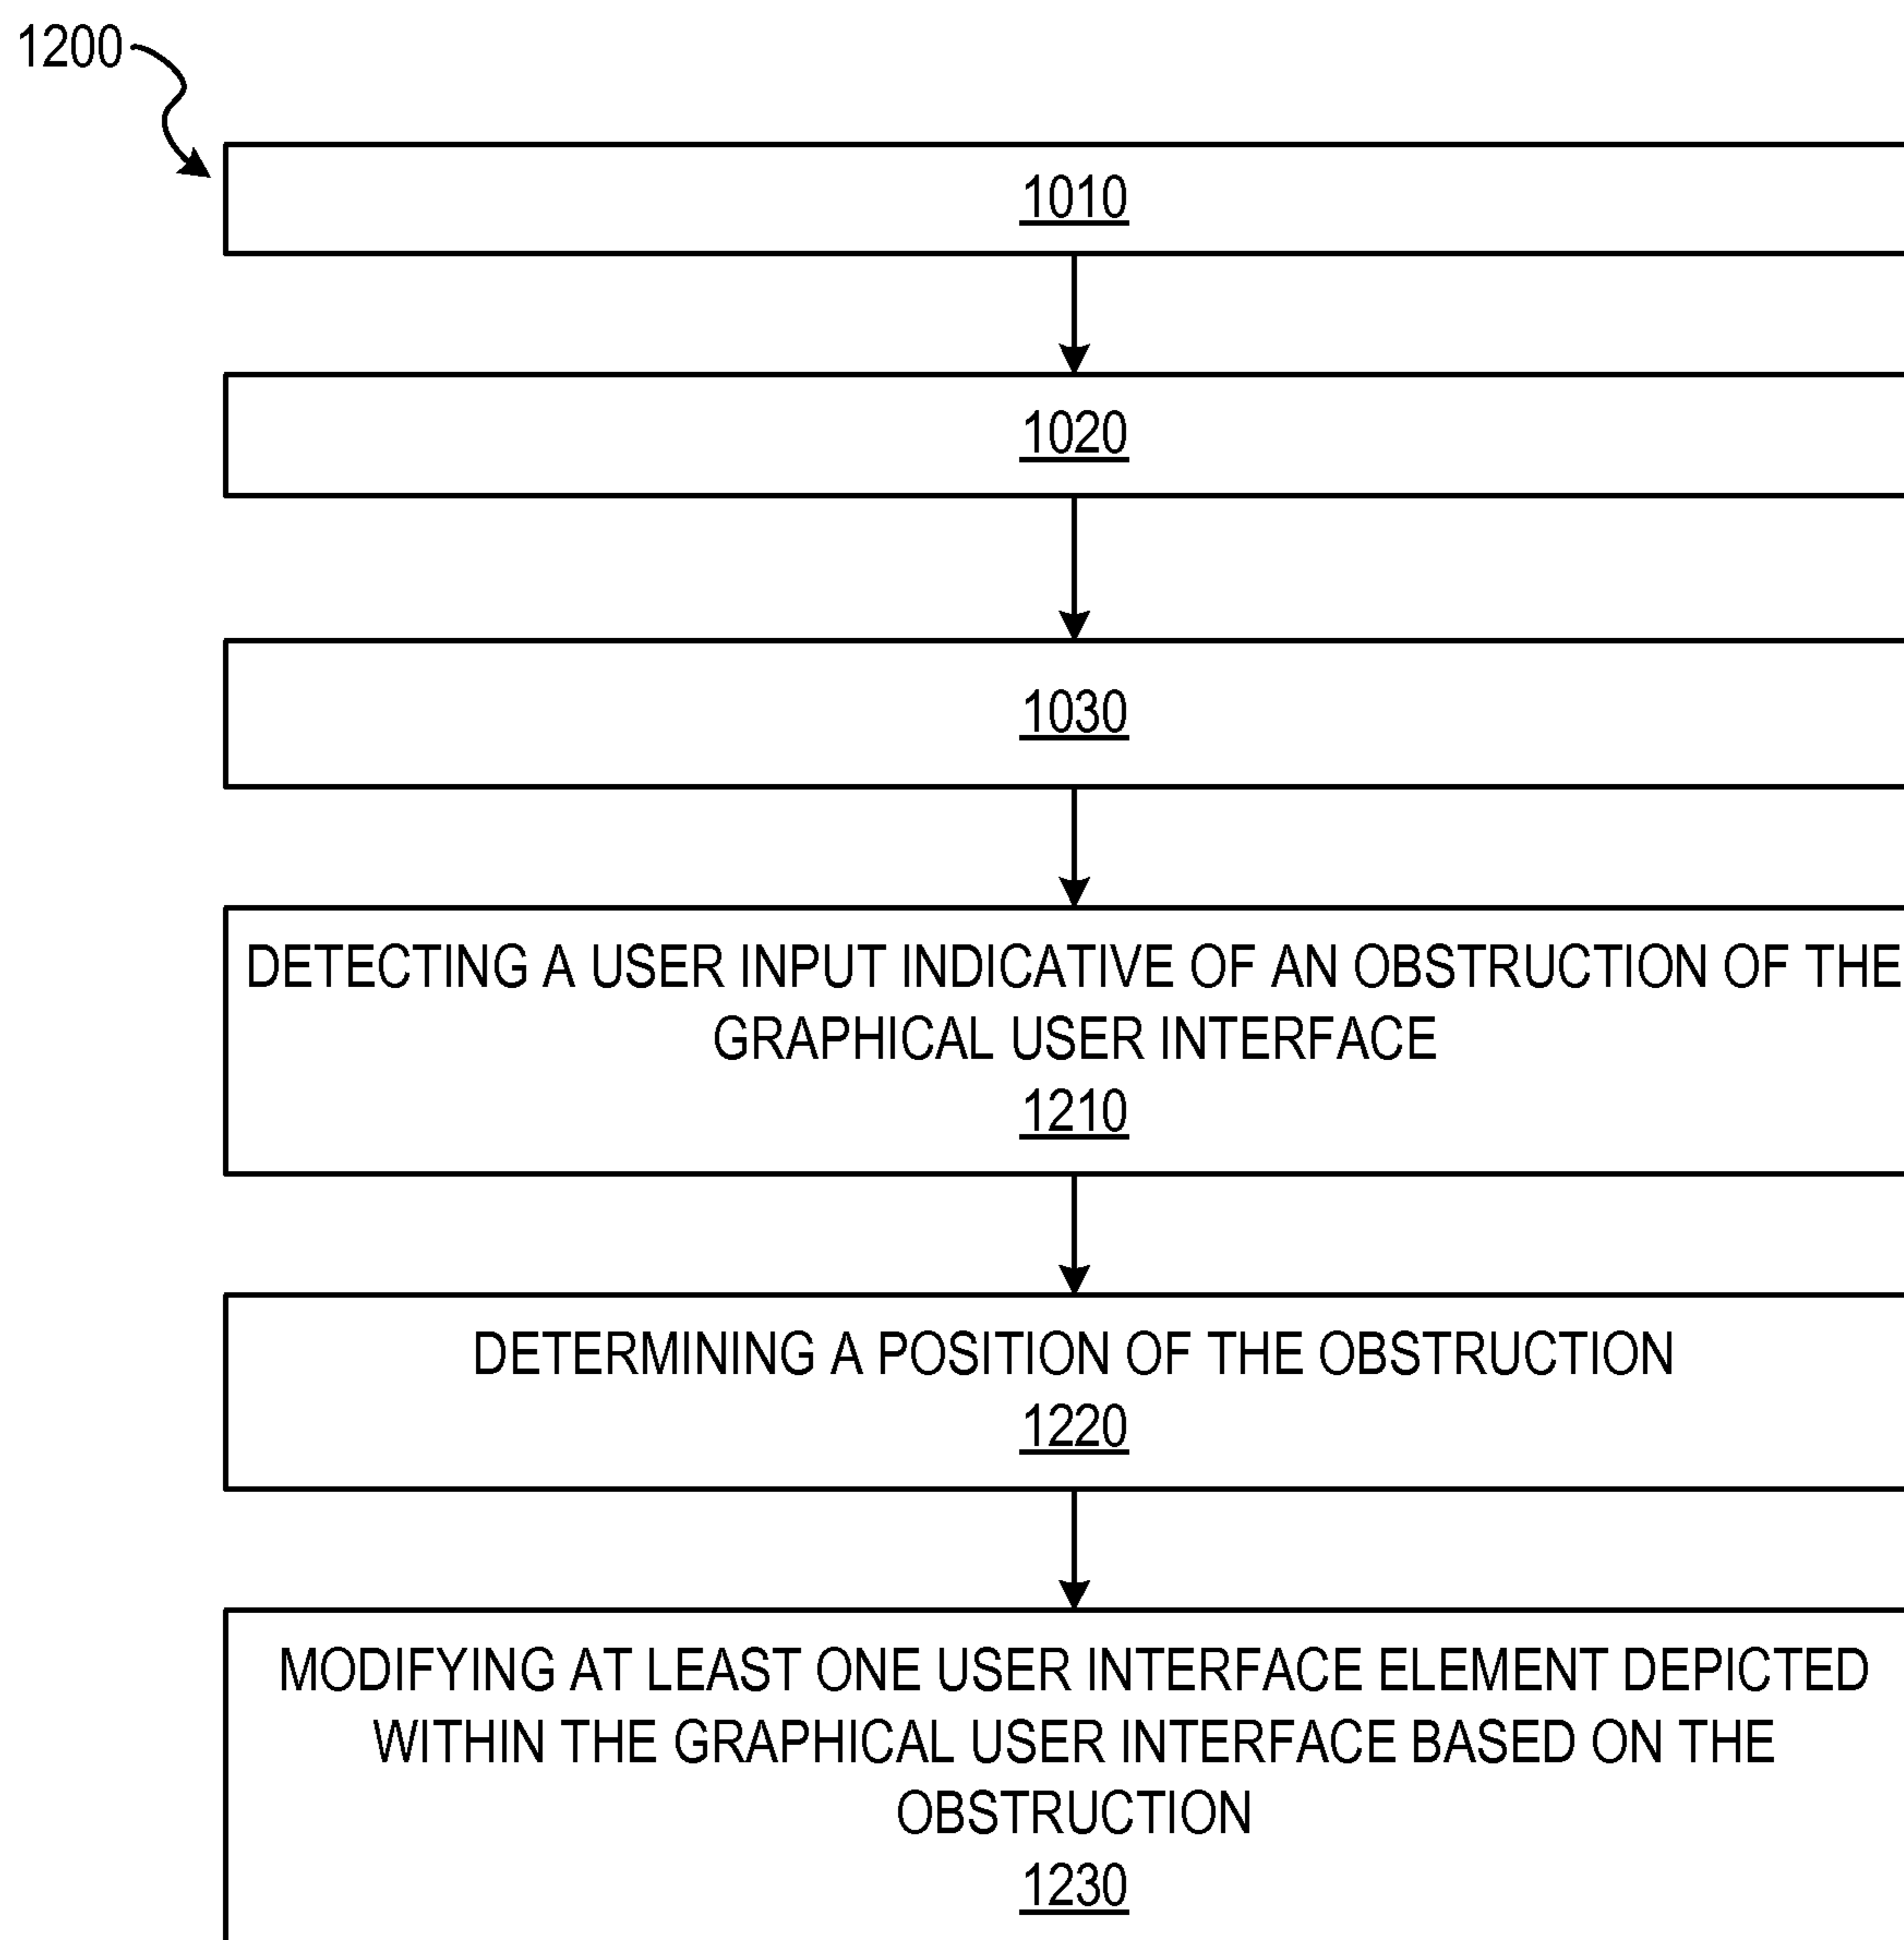 1200
1010
1020
1030
DETECTING A USER INPUT INDICATIVE OF AN OBSTRUCTION OF THE
GRAPHICAL USER INTERFACE
1210
DETERMINING A POSITION OF THE OBSTRUCTION
1220
MODIFYING AT LEAST ONE USER INTERFACE ELEMENT DEPICTED
WITHIN THE GRAPHICAL USER INTERFACE BASED ON THE
OBSTRUCTION
1230